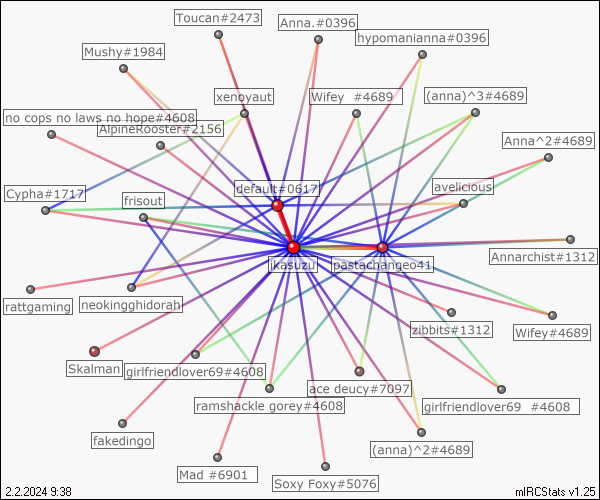 Toucan#2473
Anna.#0396
hypomanianna#0396
Mushy#1984
xenoyaut
Wifey #4689
(anna)^3#4689
no cops no laws no hope#4608
AlpineRooster#2156
Anna^2#4689
default#0617
avelicious
Cypha#1717
frisout
ikasuzu
pastachangeo41
Annarchist#1312
rattgaming
neokingghidorah
zibbits#1312
Wifey#4689
Skalman
girlfriendlover69#4608
ace deucy#7097
ramshackle gorey#4608
girlfriendlover69 #4608
fakedingo
(anna)^2#4689
Mad #6901
Soxy Foxy#5076
2.2.2024 9:38
mIRCStats v1.25